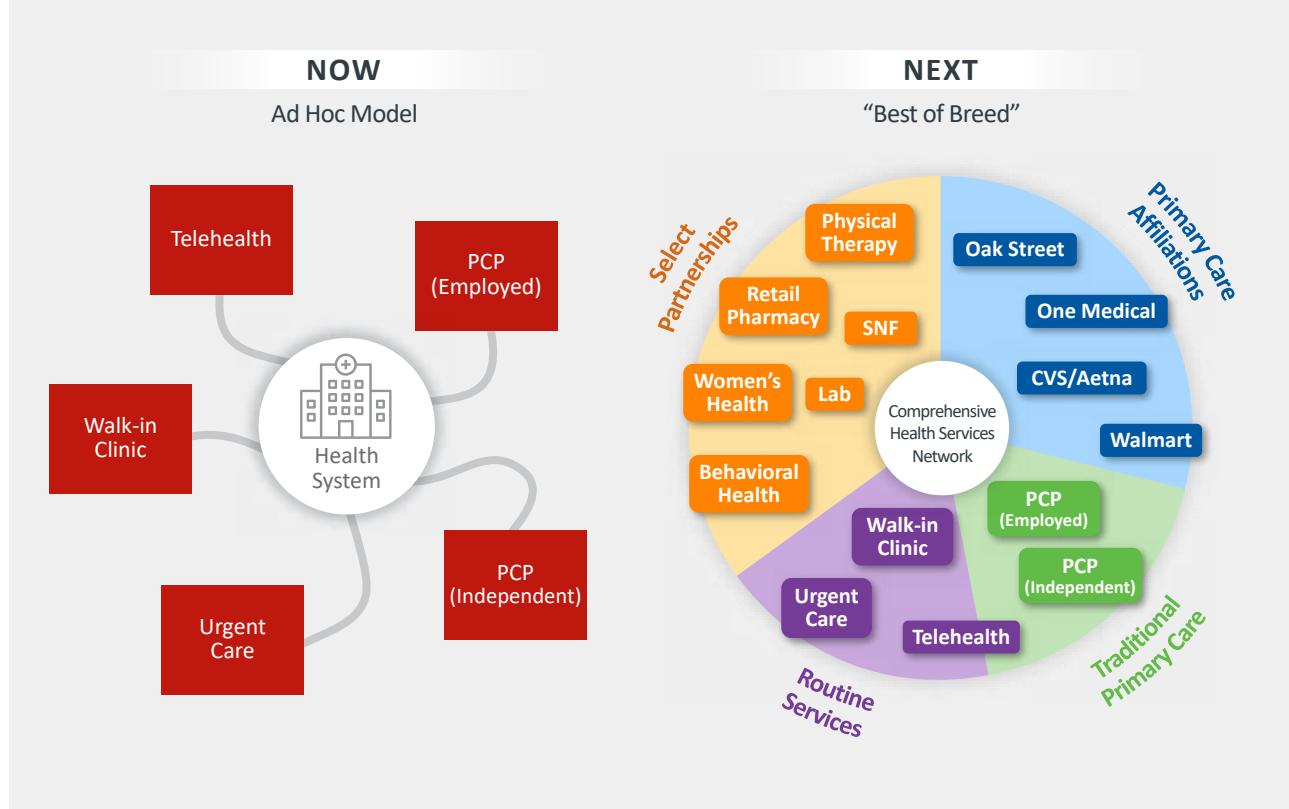 NOW
Ad Hoc Model
Telehealth
PCP
(Employed)
Walk-in
Clinic
Health
System
PCP
(Independent)
Urgent
Care
NEXT
“Best of Breed”
Select
Partnerships
Physical
Therapy
Retail
Pharmacy
SNF
Women’s
Health
Lab
Behavioral
Health
Primary Care
Affiliations
Oak Street
One Medical
CVS/Aetna
Walmart
Comprehensive
Health Services
Network
PCP
(Employed)
PCP
(Independent)
Traditional
Primary Care
Walk-in
Clinic
Urgent
Care
Telehealth
Routine
Services